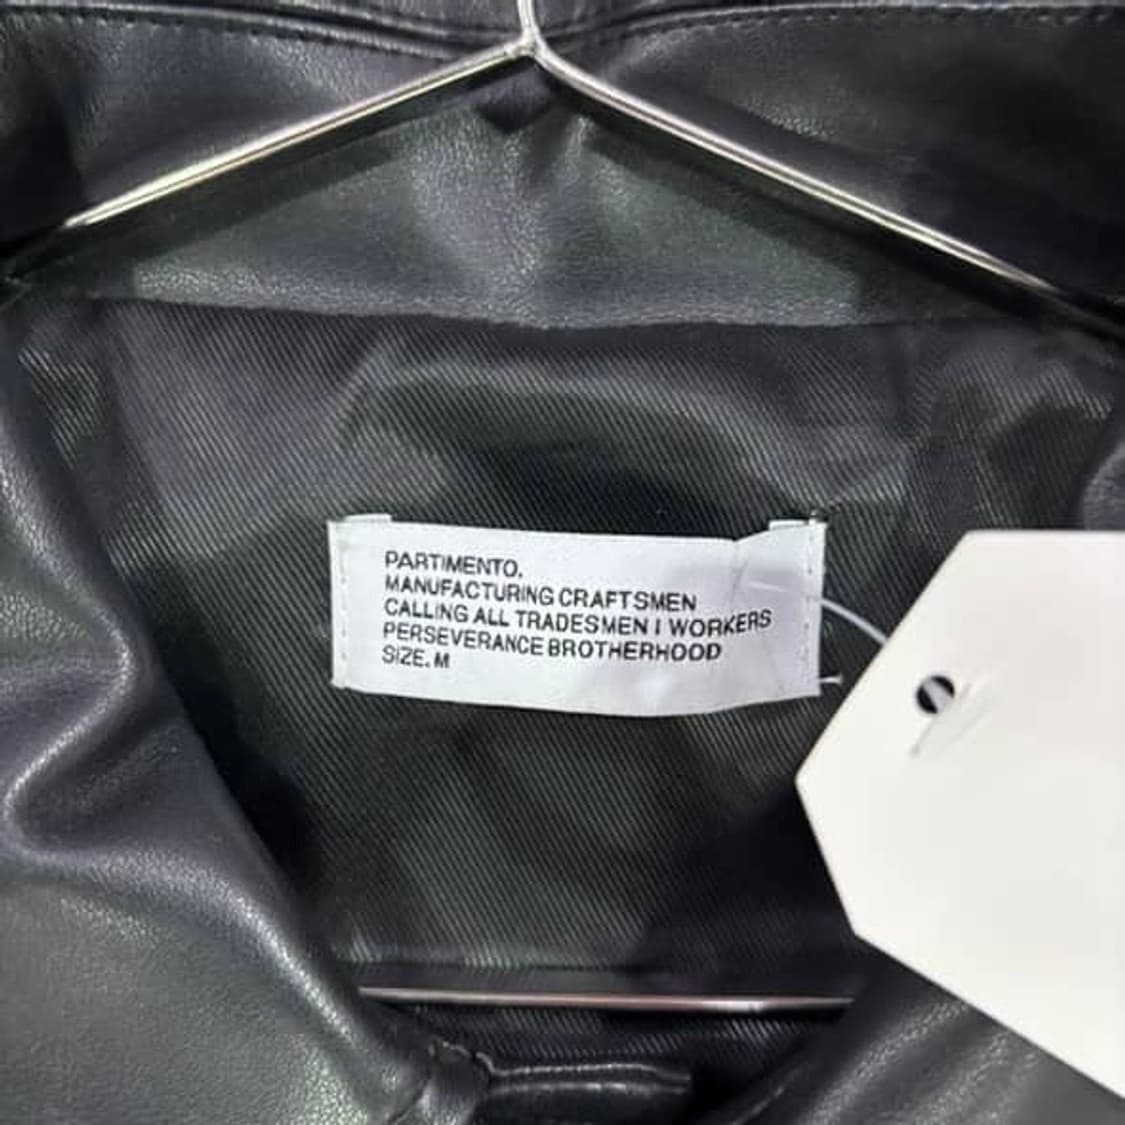 PARTIMENTO.
MANUFACTURING CRAFTSMEN
CALLING ALL TRADESMEN I WORKERS
PERSEVERANCE BROTHERHOOD
SIZE. M